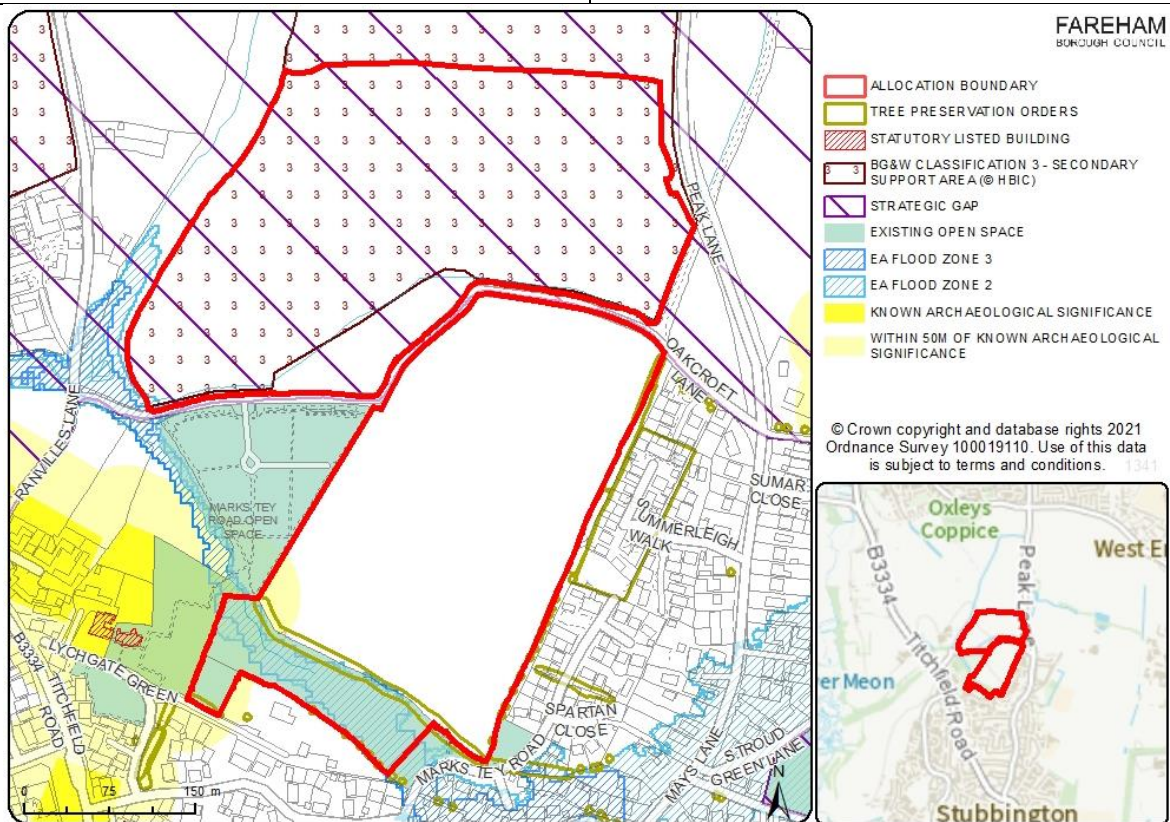 FAREHAM
BOROUGH COUNCIL
ALLOCATION BOUNDARY
TREE PRESERVATION ORDERS
STATUTORY LISTED BUILDING
3 3 BG&W CLASSIFICATION 3 - SECONDARY
SUPPORT AREA (© HBIC)
STRATEGIC GAP
EXISTING OPEN SPACE
EA FLOOD ZONE 3
EA FLOOD ZONE 2
KNOWN ARCHAEOLOGICAL SIGNIFICANCE
WITHIN 50M OF KNOWN ARCHAEOLOGICAL
SIGNIFICANCE
© Crown copyright and database rights 2021
Ordnance Survey 100019110. Use of this data
is subject to terms and conditions. 1341
PEAK LANE
OAKCROFT
LANE
RANVILLES LANE
MARKS TEY
ROAD OPEN
SPACE
SUMAR
CLOSE
SUMMERLEIGH
WALK
LYCHGATE GREEN
B3334 TITCHFIELD
ROAD
SPARTAN
CLOSE
MARKS TEY ROAD
MAYS LANE
STROUD
GREEN LANE
N
0 75 150 m
Oxleys
Coppice
B3334
Peak Lane
West E
Titchfield Road
er Meon
Stubbington